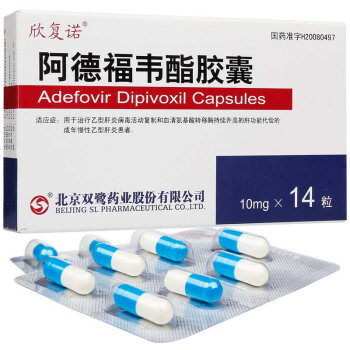 欣复诺
国药准字H20080497
阿德福韦酯胶囊
Adefovir Dipivoxil Capsules
适应症：用于治疗乙型肝炎病毒活动复制和血清氨基酸转移酶持续升高的肝功能代偿的
成年慢性乙型肝炎患者.
北京双鹭药业股份有限公司
BEIJING SL PHARMACEUTICAL CO.,LTD.
10mg × 14 粒